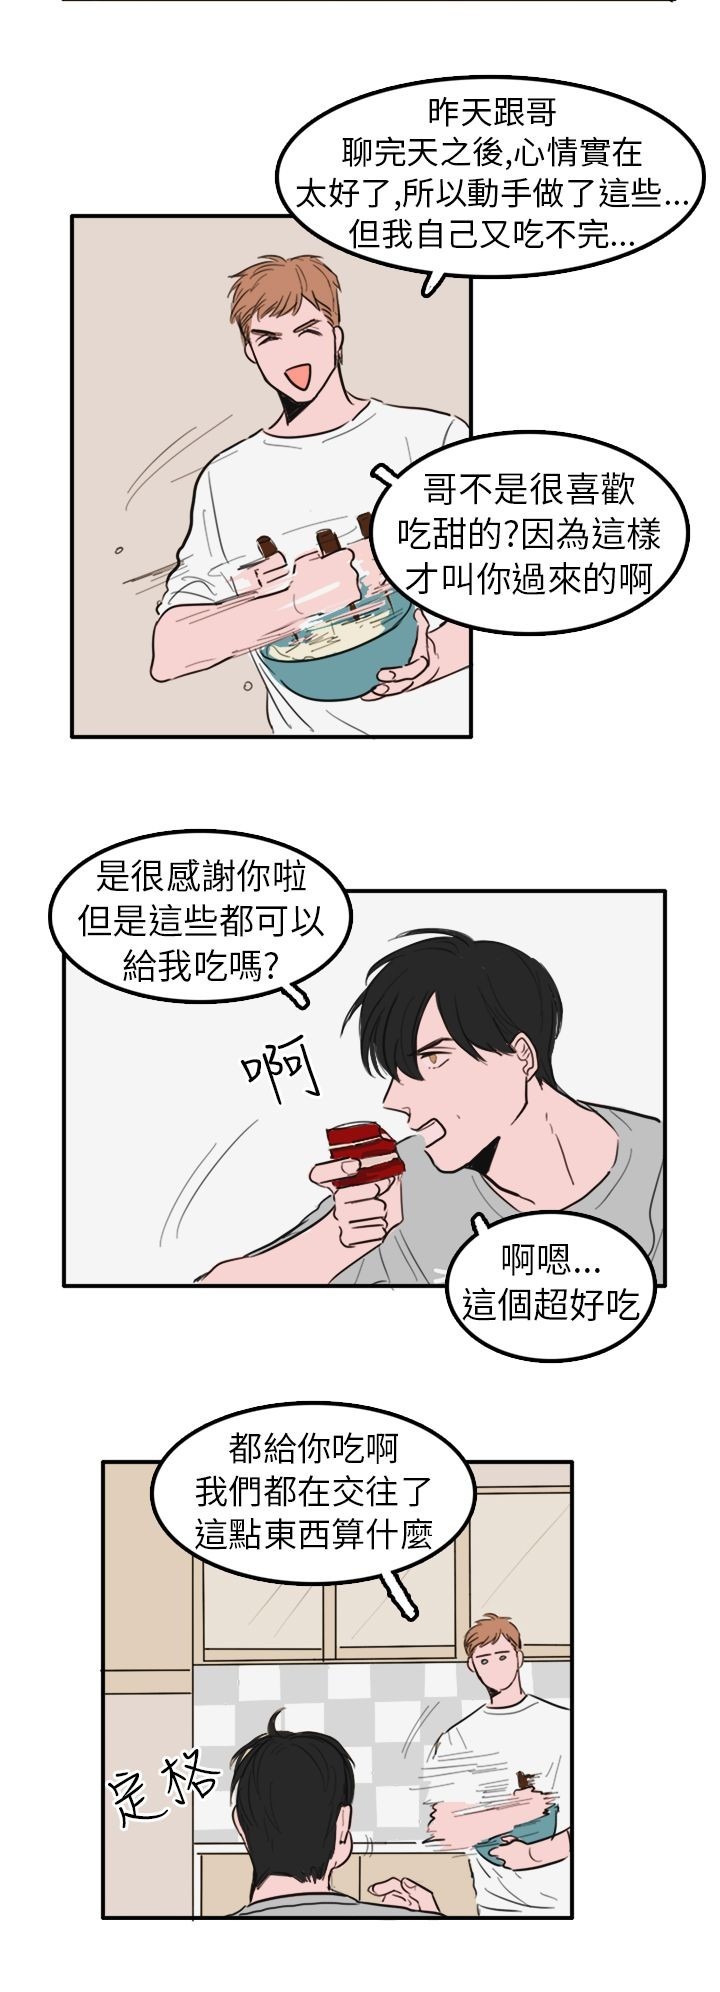 昨天跟哥
聊完天之後,心情實在
太好了,所以動手做了這些...
但我自己又吃不完...
哥不是很喜歡
吃甜的?因為這樣
才叫你過來的啊
是很感謝你啦
但是這些都可以
給我吃嗎?
啊
啊嗯...
這個超好吃
都給你吃啊
我們都在交往了
這點東西算什麼
定格